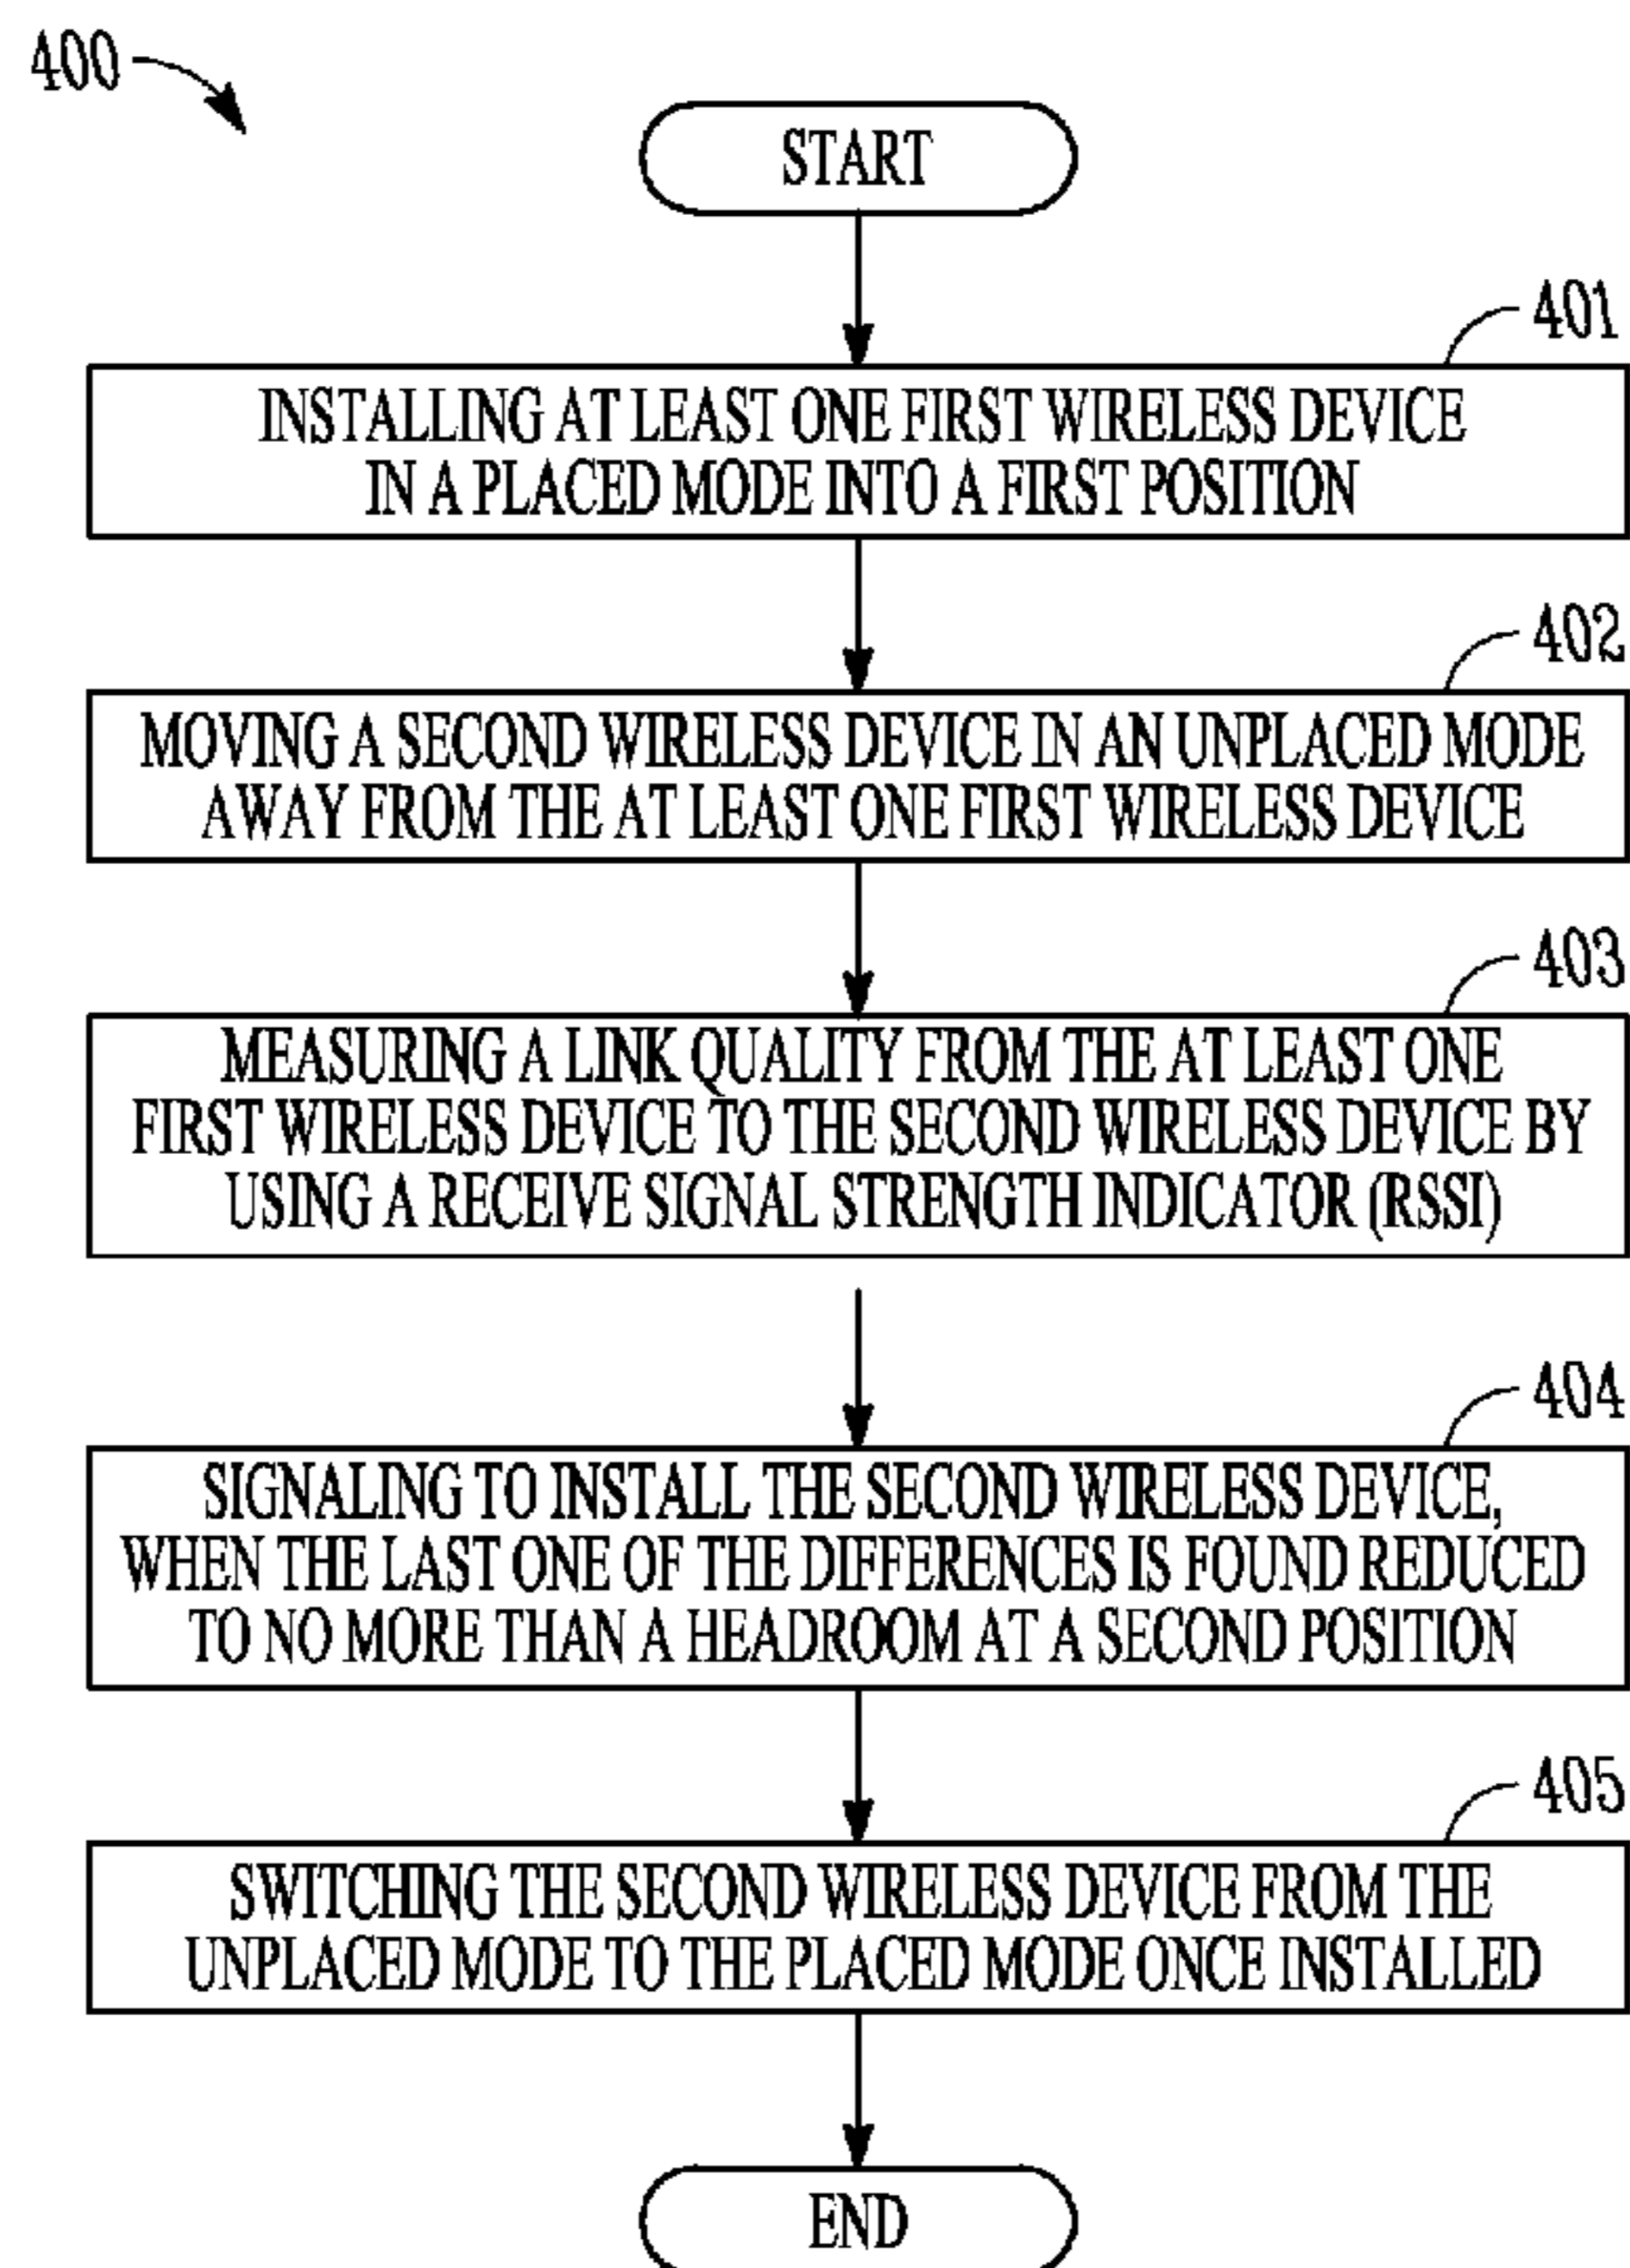 400
START
401
INSTALLING AT LEAST ONE FIRST WIRELESS DEVICE
IN A PLACED MODE INTO A FIRST POSITION
402
MOVING A SECOND WIRELESS DEVICE IN AN UNPLACED MODE
AWAY FROM THE AT LEAST ONE FIRST WIRELESS DEVICE
403
MEASURING A LINK QUALITY FROM THE AT LEAST ONE
FIRST WIRELESS DEVICE TO THE SECOND WIRELESS DEVICE BY
USING A RECEIVE SIGNAL STRENGTH INDICATOR (RSSI)
404
SIGNALING TO INSTALL THE SECOND WIRELESS DEVICE,
WHEN THE LAST ONE OF THE DIFFERENCES IS FOUND REDUCED
TO NO MORE THAN A HEADROOM AT A SECOND POSITION
405
SWITCHING THE SECOND WIRELESS DEVICE FROM THE
UNPLACED MODE TO THE PLACED MODE ONCE INSTALLED
END